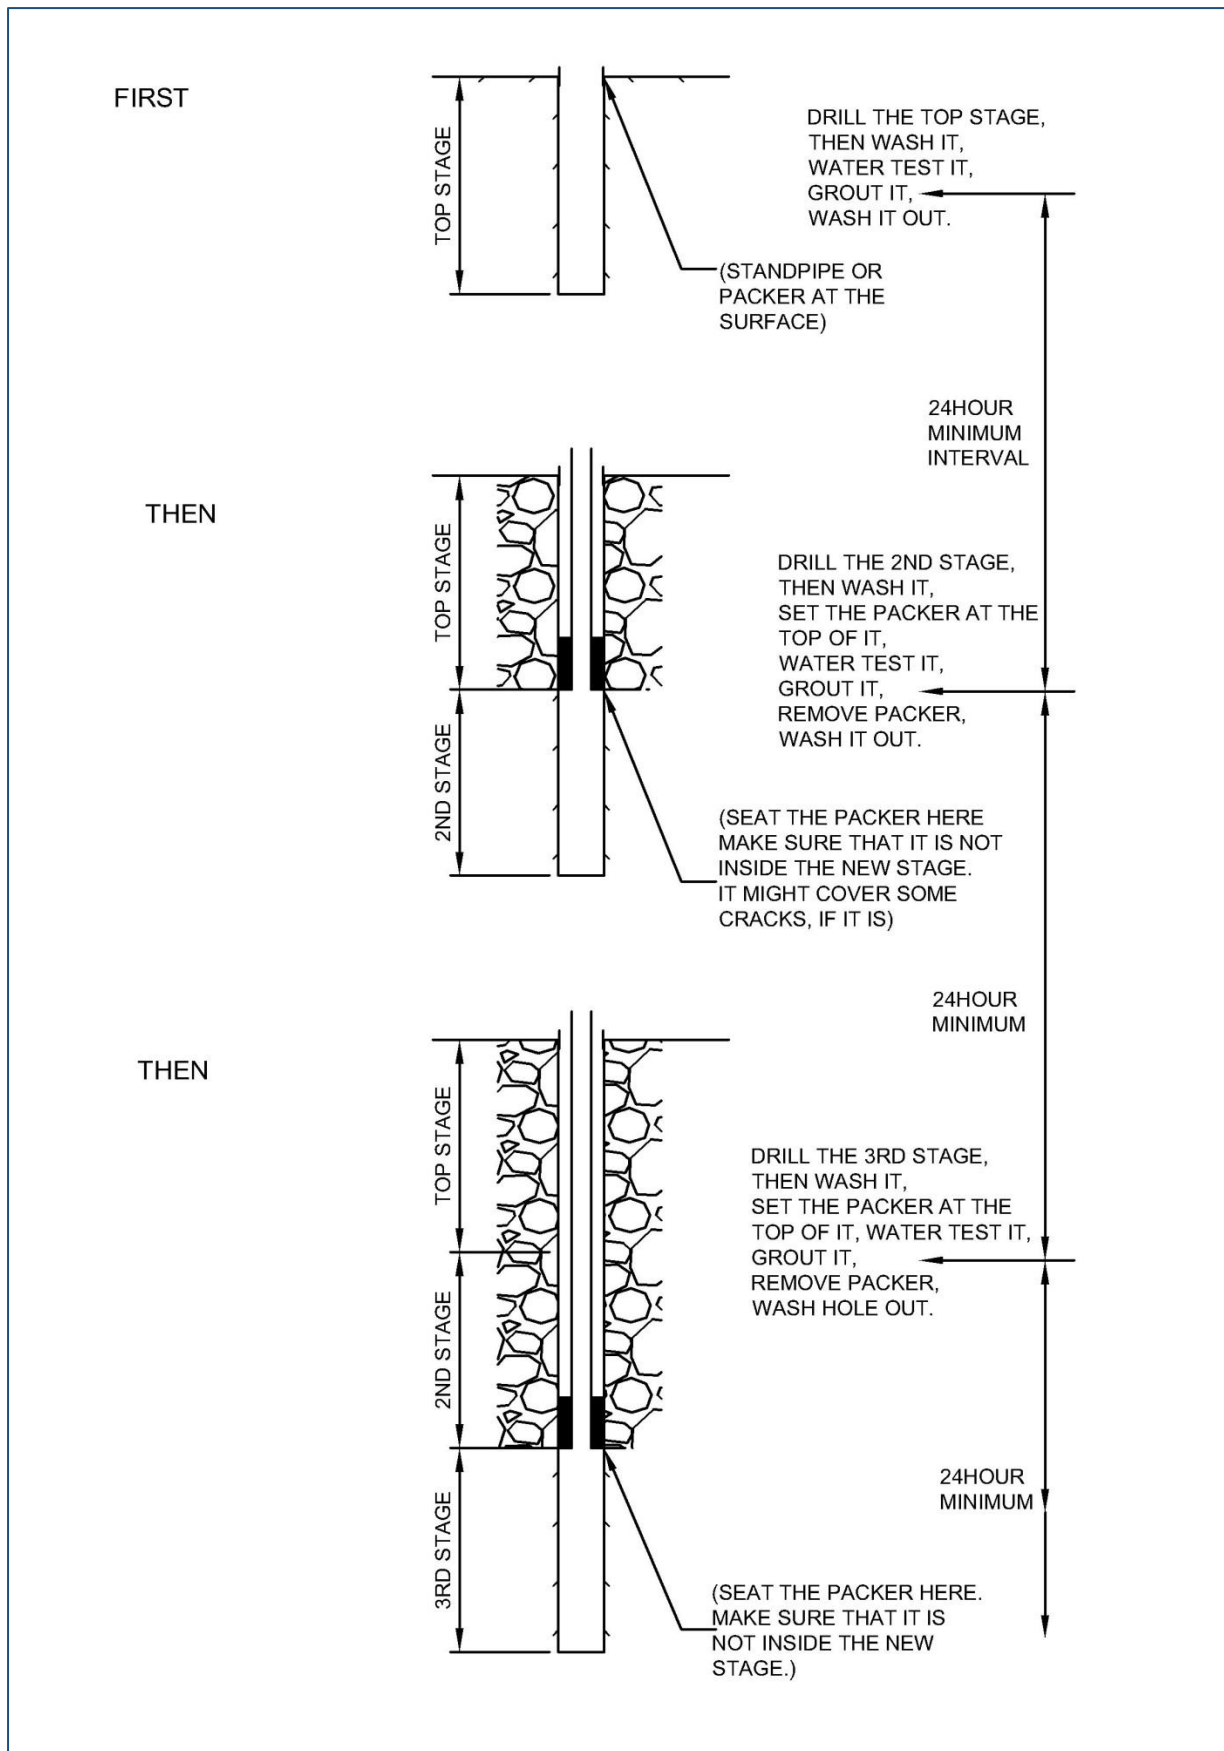 FIRST
TOP STAGE
DRILL THE TOP STAGE,
THEN WASH IT,
WATER TEST IT,
GROUT IT,
WASH IT OUT.
(STANDPIPE OR
PACKER AT THE
SURFACE)
24HOUR
MINIMUM
INTERVAL
THEN
TOP STAGE
2ND STAGE
DRILL THE 2ND STAGE,
THEN WASH IT,
SET THE PACKER AT THE
TOP OF IT,
WATER TEST IT,
GROUT IT,
REMOVE PACKER,
WASH IT OUT.
(SEAT THE PACKER HERE
MAKE SURE THAT IT IS NOT
INSIDE THE NEW STAGE.
IT MIGHT COVER SOME
CRACKS, IF IT IS)
24HOUR
MINIMUM
THEN
TOP STAGE
2ND STAGE
3RD STAGE
DRILL THE 3RD STAGE,
THEN WASH IT,
SET THE PACKER AT THE
TOP OF IT, WATER TEST IT,
GROUT IT,
REMOVE PACKER,
WASH HOLE OUT.
24HOUR
MINIMUM
(SEAT THE PACKER HERE.
MAKE SURE THAT IT IS
NOT INSIDE THE NEW
STAGE.)